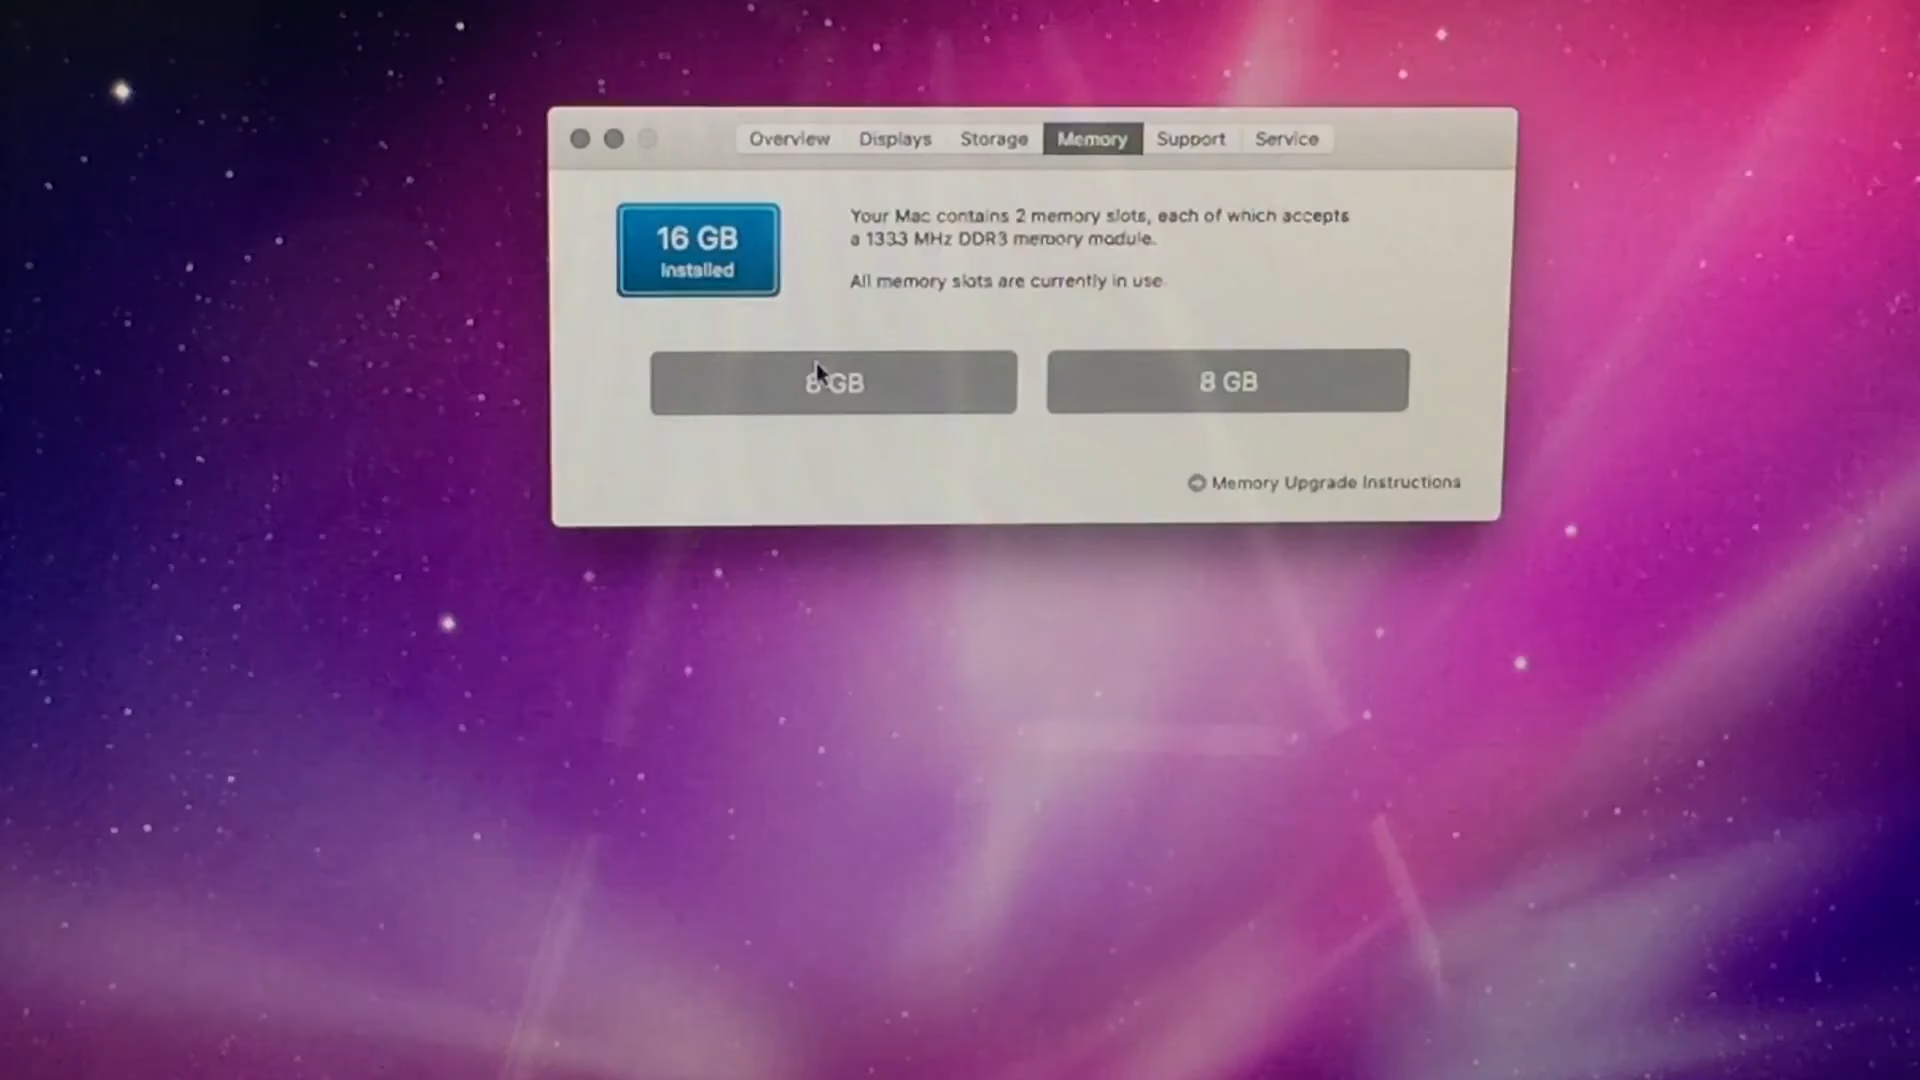 Overview Displays Storage Memory Support Service
16 GB
Installed
Your Mac contains 2 memory slots, each of which accepts
a 1333 MHz DDR3 memory module.
All memory slots are currently in use.
8 GB
8 GB
Memory Upgrade Instructions